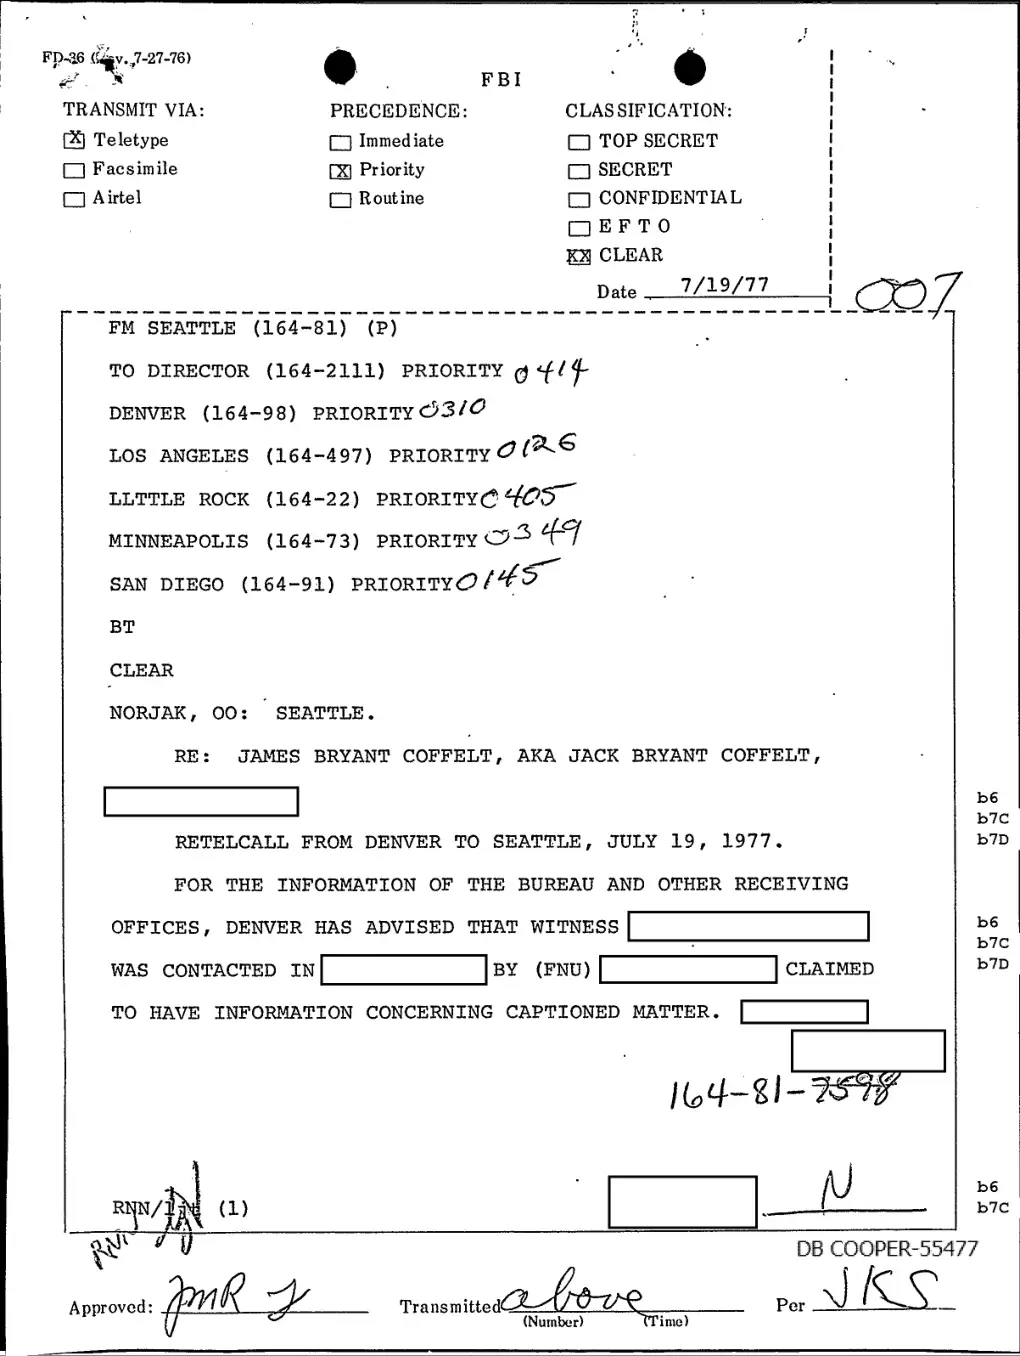 FD-36 (Rev. 7-27-76)
FBI
TRANSMIT VIA: PRECEDENCE: CLASSIFICATION:
[X] Teletype Immediate TOP SECRET
Facsimile [X] Priority SECRET
Airtel Routine CONFIDENTIAL
E F T O
[XX] CLEAR
Date 7/19/77
007
FM SEATTLE (164-81) (P)
TO DIRECTOR (164-2111) PRIORITY 0414
DENVER (164-98) PRIORITY 0310
LOS ANGELES (164-497) PRIORITY 0126
LLTTLE ROCK (164-22) PRIORITY 0405
MINNEAPOLIS (164-73) PRIORITY 0349
SAN DIEGO (164-91) PRIORITY 0145
BT
CLEAR
NORJAK, OO: SEATTLE.
RE: JAMES BRYANT COFFELT, AKA JACK BRYANT COFFELT,
b6
b7C
RETELCALL FROM DENVER TO SEATTLE, JULY 19, 1977. b7D
FOR THE INFORMATION OF THE BUREAU AND OTHER RECEIVING
OFFICES, DENVER HAS ADVISED THAT WITNESS b6
b7C
WAS CONTACTED IN BY (FNU) CLAIMED b7D
TO HAVE INFORMATION CONCERNING CAPTIONED MATTER.
164-81-7598
N b6
RNN/ (1) b7C
RNN
DB COOPER-55477
Approved: JMR Transmitted above Per JKS
(Number) (Time)